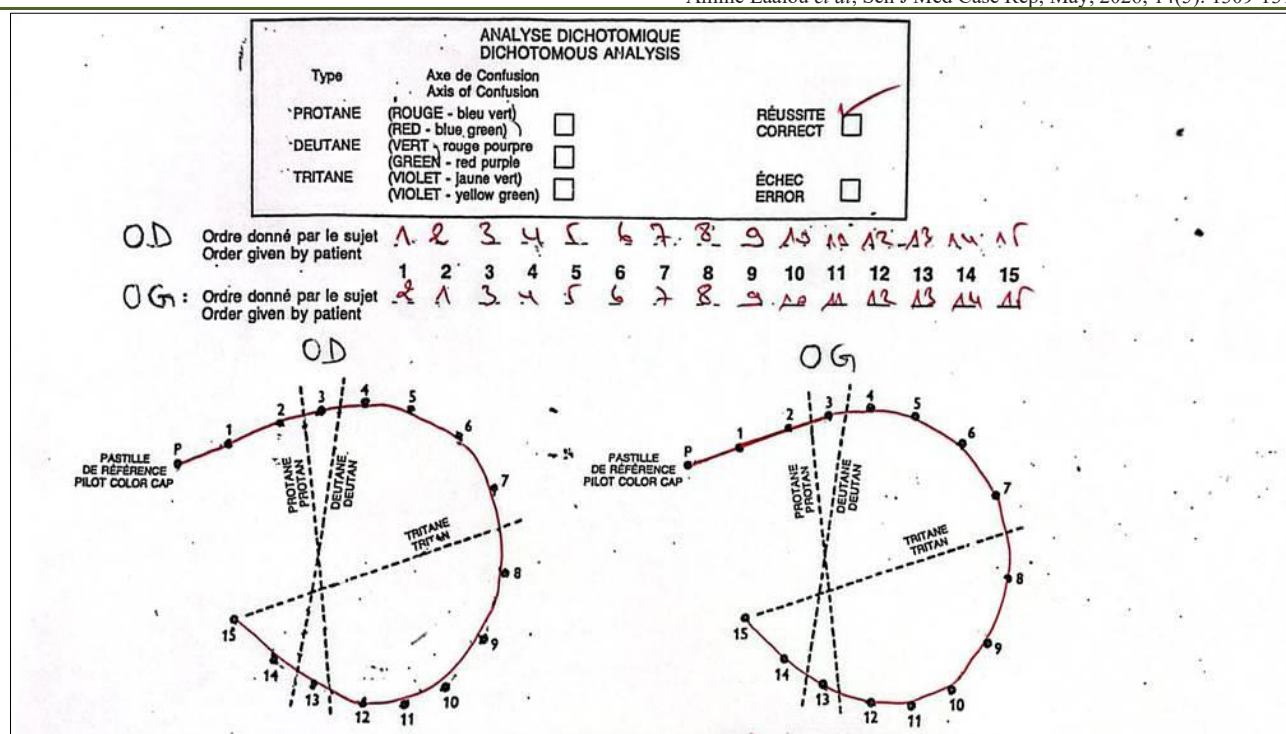 ANALYSE DICHOTOMIQUE
DICHOTOMOUS ANALYSIS
Type Axe de Confusion
Axis of Confusion
PROTANE (ROUGE - bleu vert)
(RED - blue green)
DEUTANE (VERT - rouge pourpre
(GREEN - red purple
TRITANE (VIOLET - jaune vert)
(VIOLET - yellow green)
RÉUSSITE
CORRECT
ÉCHEC
ERROR
OD Ordre donné par le sujet 1 2 3 4 5 6 7 8 9 10 11 12 13 14 15
Order given by patient
1 2 3 4 5 6 7 8 9 10 11 12 13 14 15
OG : Ordre donné par le sujet 2 1 3 4 5 6 7 8 9 10 11 12 13 14 15
Order given by patient
OD
P 1 2 3 4 5 6 7 8 9 10 11 12 13 14 15
PASTILLE
DE RÉFÉRENCE
PILOT COLOR CAP
PROTANE
PROTAN
DEUTANE
DEUTAN
TRITANE
TRITAN
OG
P 1 2 3 4 5 6 7 8 9 10 11 12 13 14 15
PASTILLE
DE RÉFÉRENCE
PILOT COLOR CAP
PROTANE
PROTAN
DEUTANE
DEUTAN
TRITANE
TRITAN